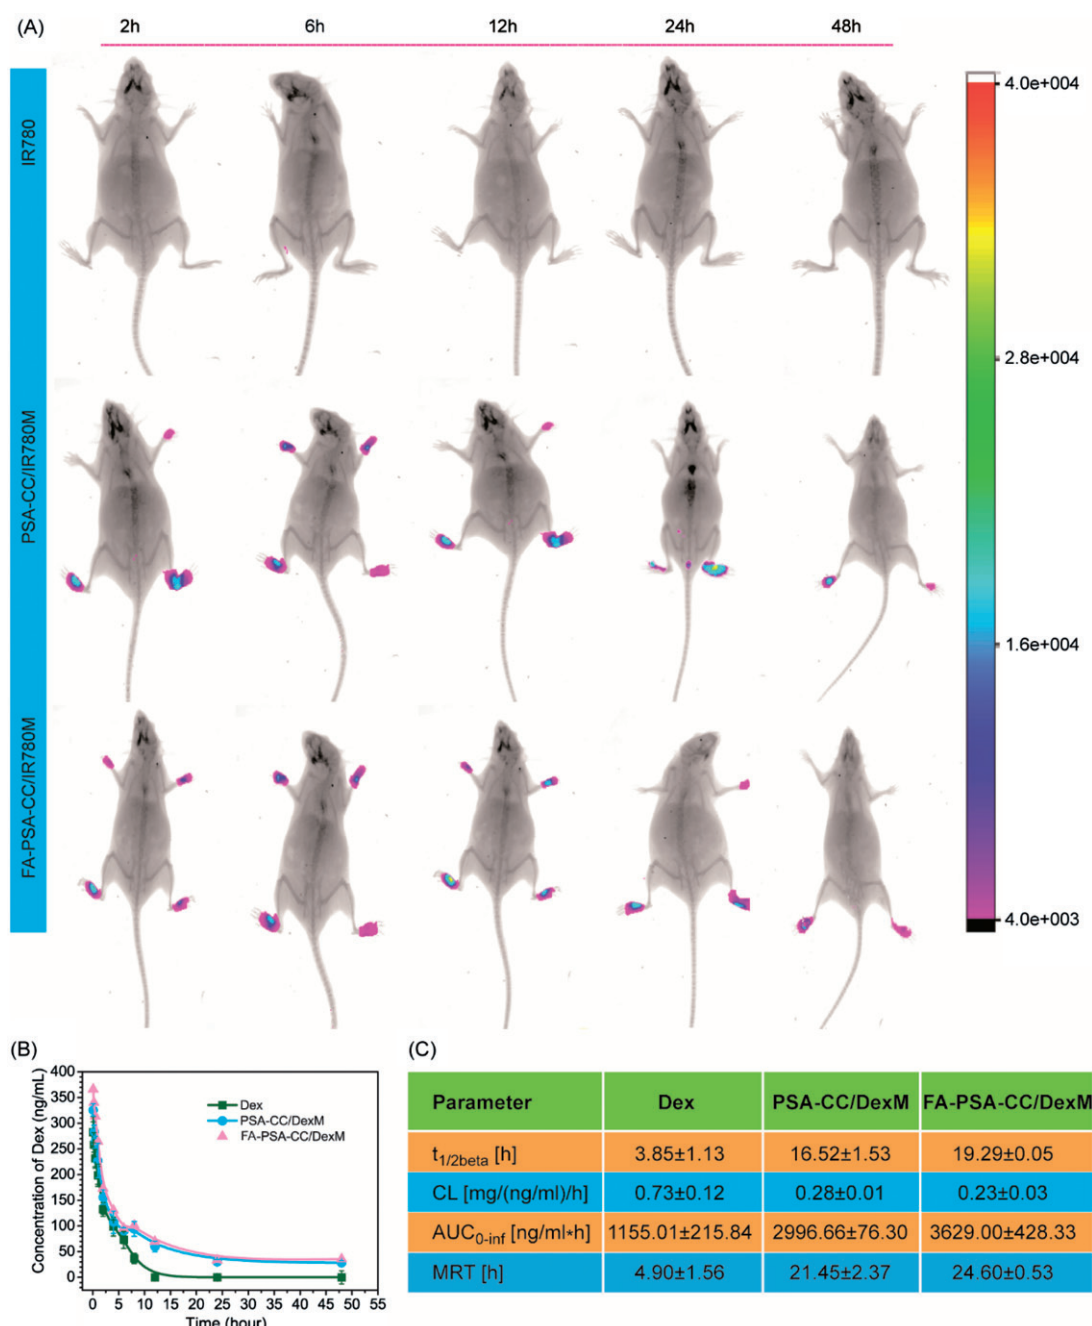 (A)
2h 6h 12h 24h 48h
IR780
PSA-CC/IR780M
FA-PSA-CC/IR780M
4.0e+004
2.8e+004
1.6e+004
4.0e+003
(B)
Concentration of Dex (ng/mL)
400
350
300
250
200
150
100
50
0
Dex
PSA-CC/DexM
FA-PSA-CC/DexM
0 5 10 15 20 25 30 35 40 45 50 55
Time (hour)
(C)
Parameter Dex PSA-CC/DexM FA-PSA-CC/DexM
t1/2beta [h] 3.85±1.13 16.52±1.53 19.29±0.05
CL [mg/(ng/ml)/h] 0.73±0.12 0.28±0.01 0.23±0.03
AUC0-inf [ng/ml*h] 1155.01±215.84 2996.66±76.30 3629.00±428.33
MRT [h] 4.90±1.56 21.45±2.37 24.60±0.53